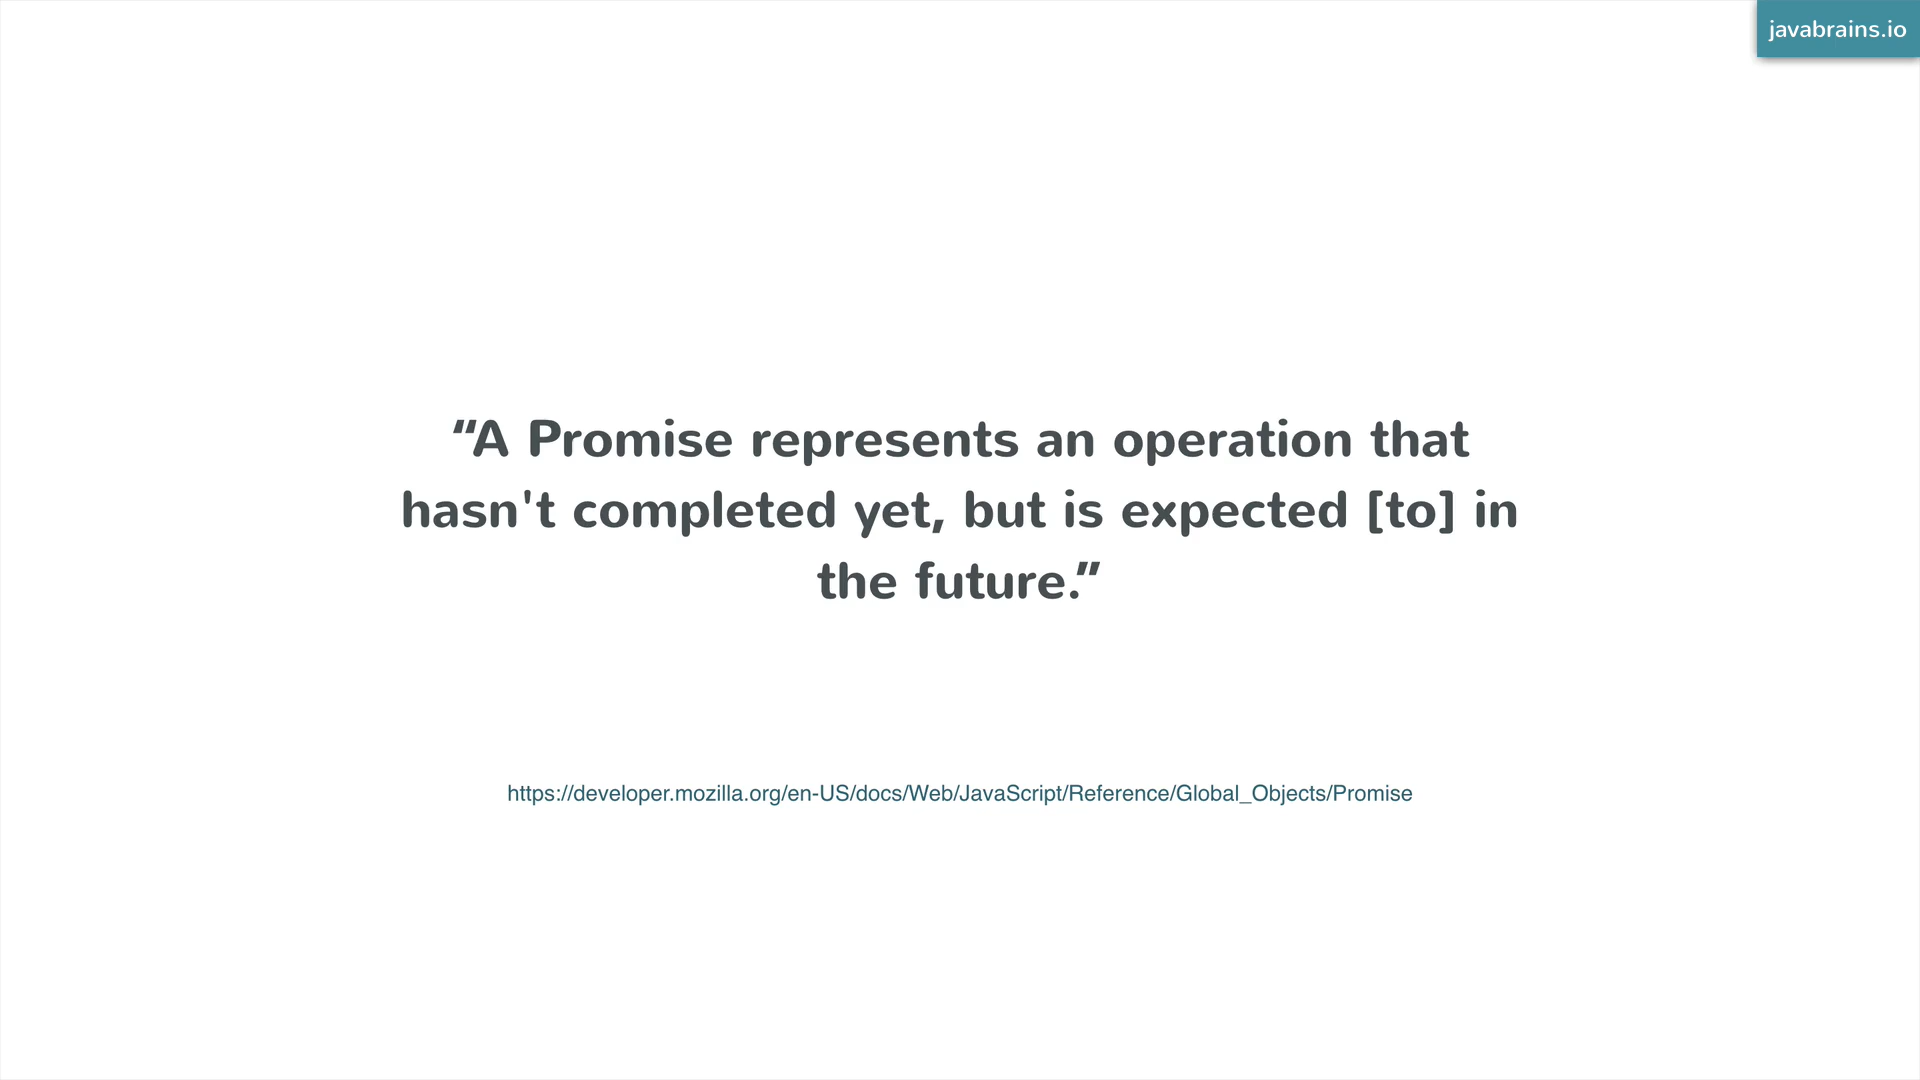 javabrains.io
“A Promise represents an operation that
hasn't completed yet, but is expected [to] in
the future.”
https://developer.mozilla.org/en-US/docs/Web/JavaScript/Reference/Global_Objects/Promise